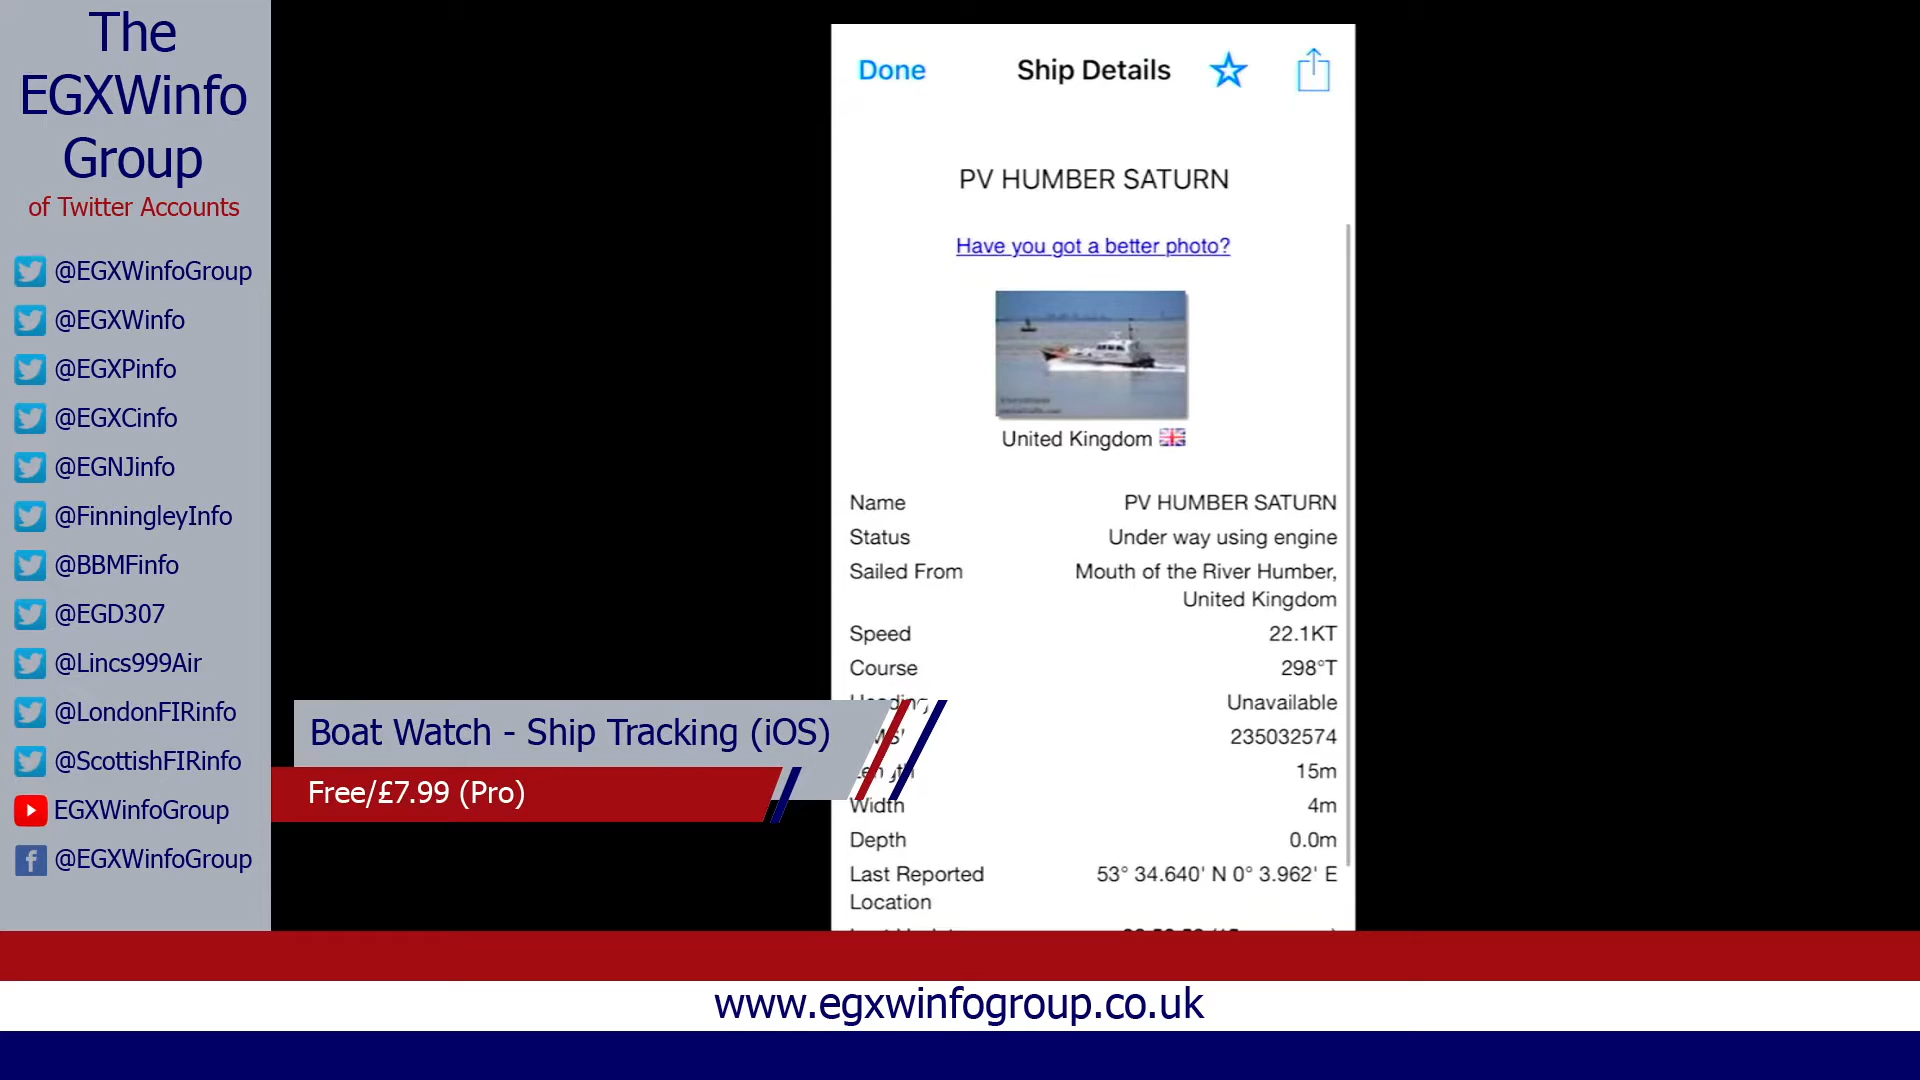 The
EGXWinfo
Group
of Twitter Accounts
@EGXWinfoGroup
@EGXWinfo
@EGXPinfo
@EGXCinfo
@EGNJinfo
@FinningleyInfo
@BBMFinfo
@EGD307
@Lincs999Air
@LondonFIRinfo
@ScottishFIRinfo
EGXWinfoGroup
@EGXWinfoGroup
Done Ship Details
PV HUMBER SATURN
Have you got a better photo?
United Kingdom
Name PV HUMBER SATURN
Status Under way using engine
Sailed From Mouth of the River Humber,
United Kingdom
Speed 22.1KT
Course 298°T
Heading Unavailable
235032574
Length 15m
Width 4m
Depth 0.0m
Last Reported 53° 34.640' N 0° 3.962' E
Location
Boat Watch - Ship Tracking (iOS)
Free/£7.99 (Pro)
www.egxwinfogroup.co.uk